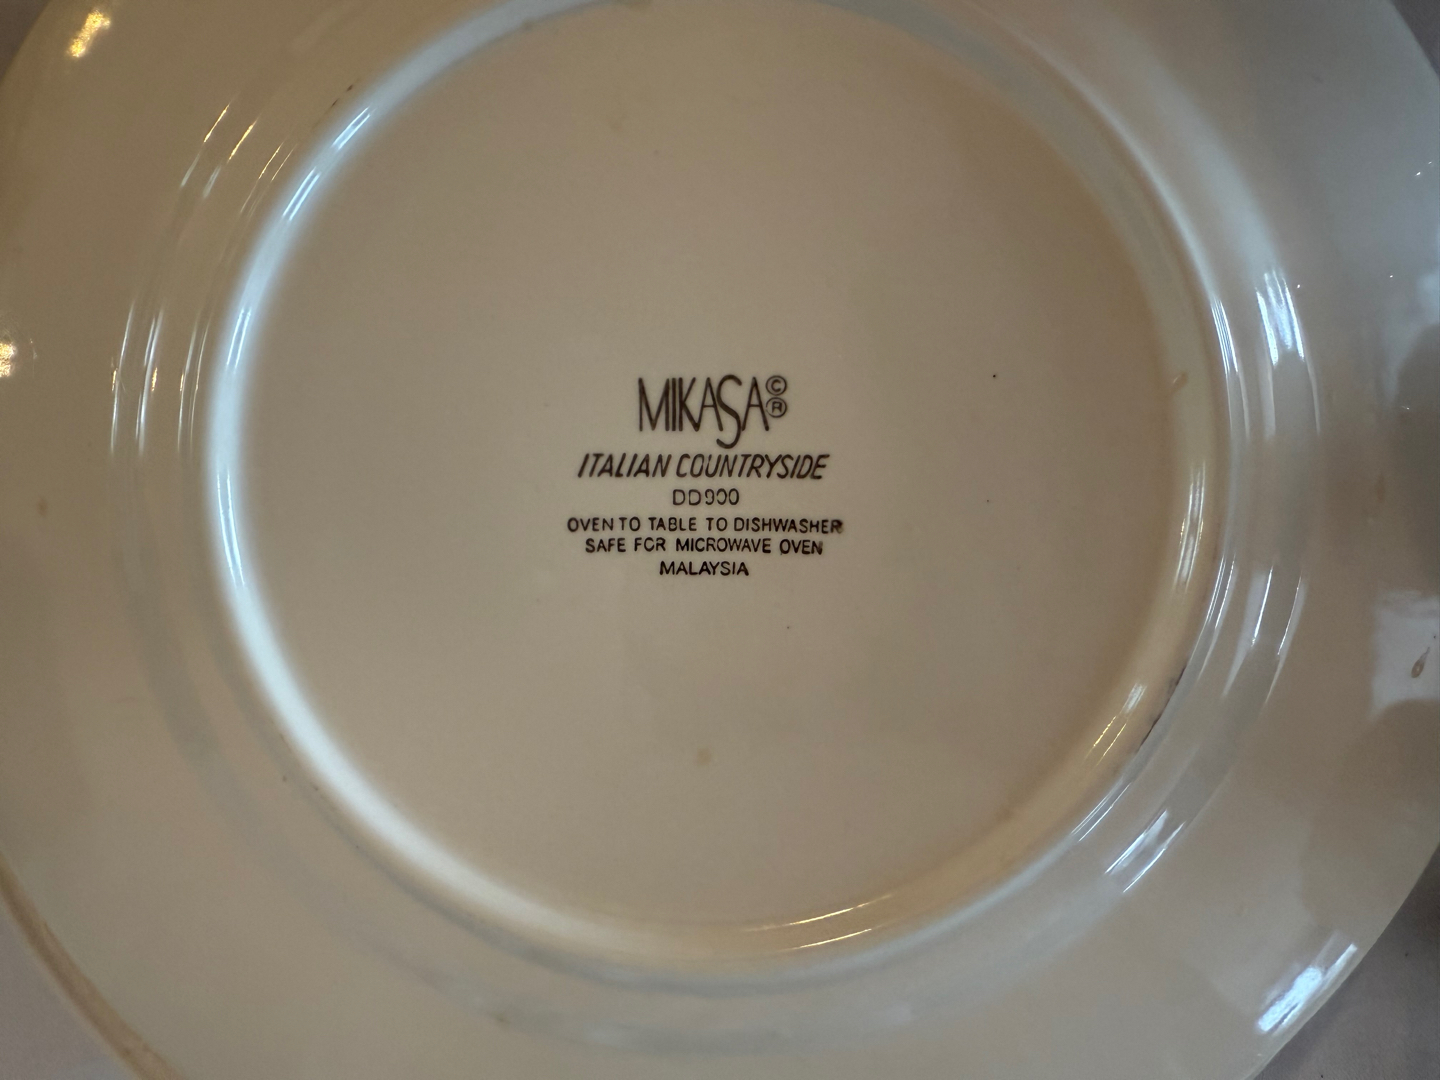 MIKASA©®
ITALIAN COUNTRYSIDE
DD900
OVEN TO TABLE TO DISHWASHER
SAFE FOR MICROWAVE OVEN
MALAYSIA